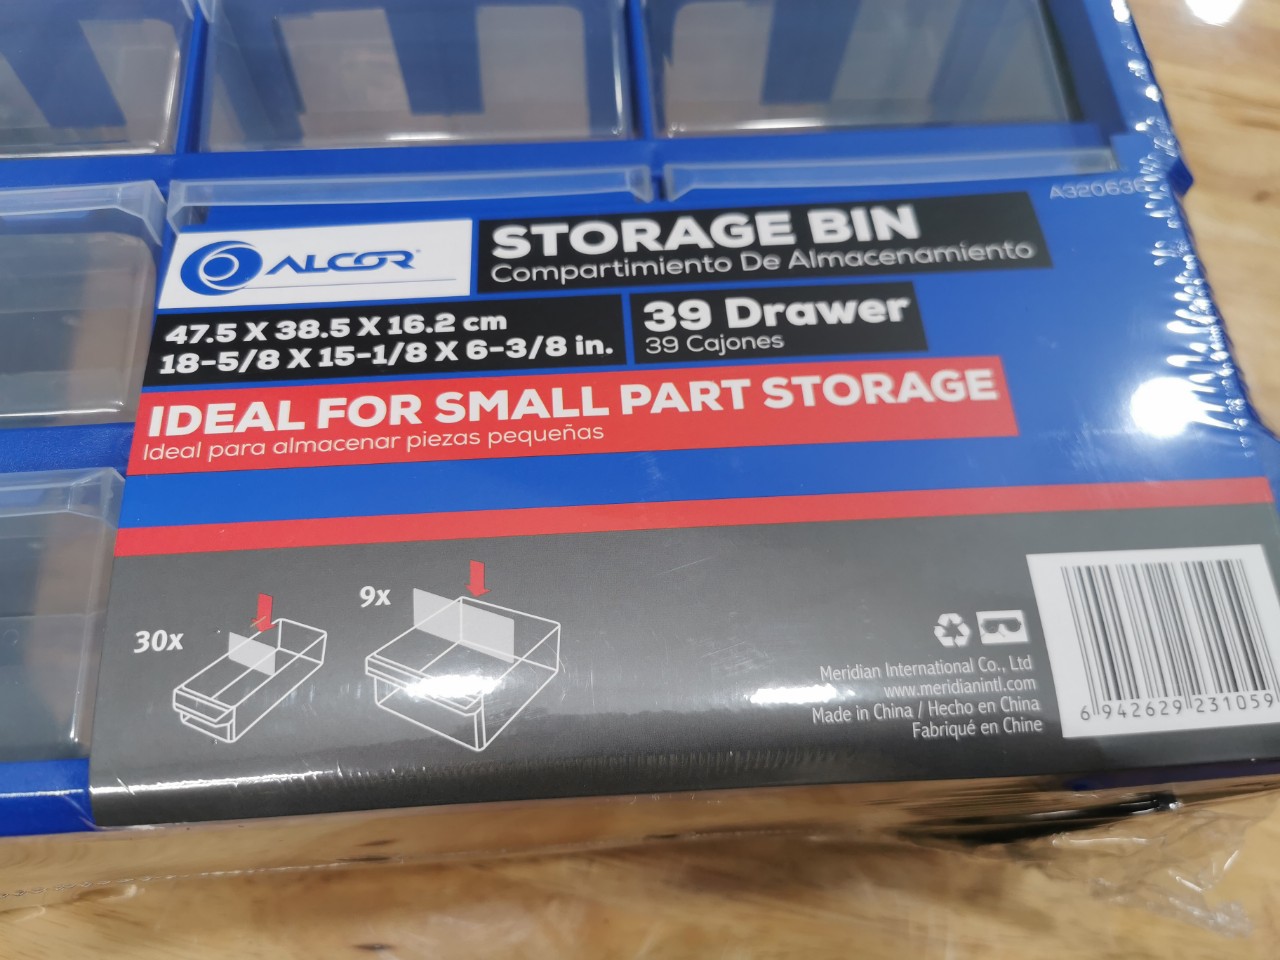 A320636
ALCOR
STORAGE BIN
Compartimiento De Almacenamiento
47.5 X 38.5 X 16.2 cm
18-5/8 X 15-1/8 X 6-3/8 in.
39 Drawer
39 Cajones
IDEAL FOR SMALL PART STORAGE
Ideal para almacenar piezas pequeñas
30x
9x
Meridian International Co., Ltd
www.meridianintl.com
Made in China / Hecho en China
Fabriqué en Chine
6 942629 231059